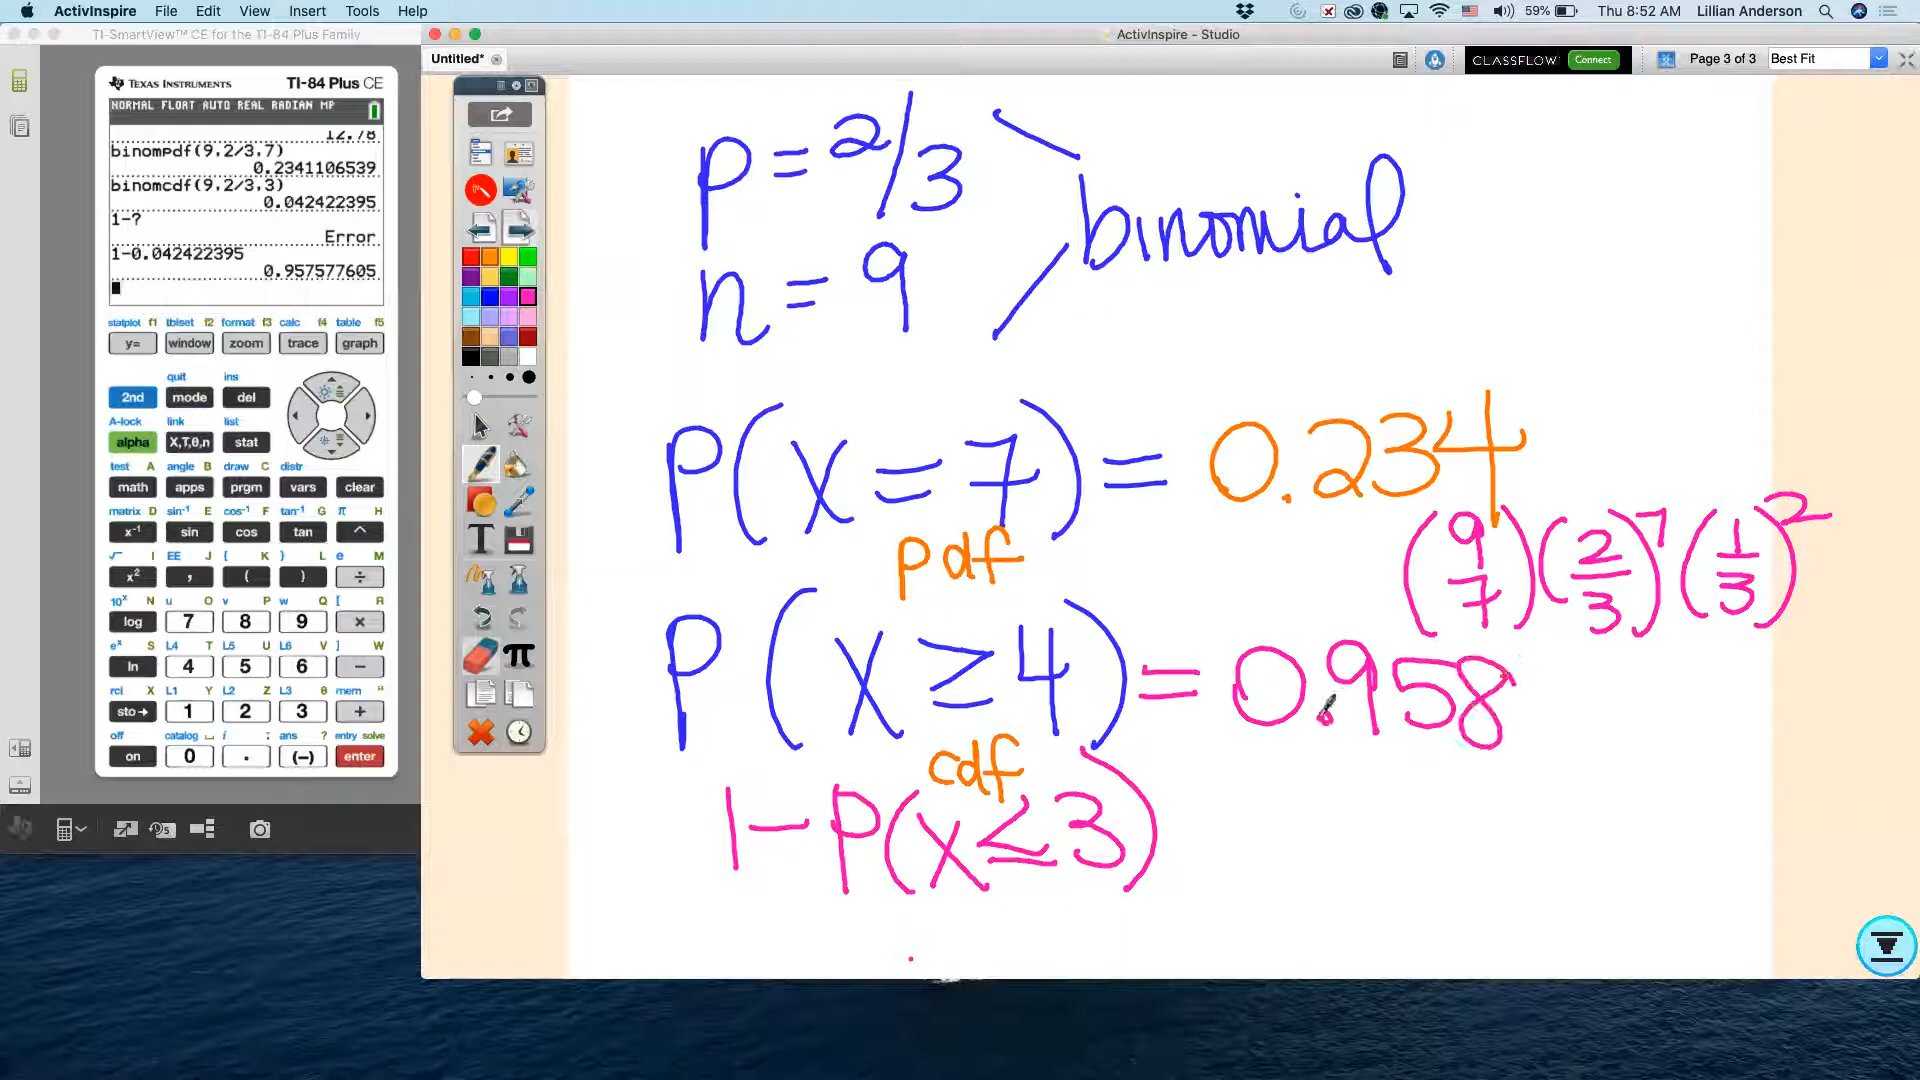 ActivInspire File Edit View Insert Tools Help
59% Thu 8:52 AM Lillian Anderson
TI-SmartView™ CE for the TI-84 Plus Family
ActivInspire - Studio
Untitled*
CLASSFLOW Connect
Page 3 of 3
Best Fit
TEXAS INSTRUMENTS TI-84 Plus CE
NORMAL FLOAT AUTO REAL RADIAN MP
12.78
binompdf(9.2/3.7)
0.2341106539
binomcdf(9.2/3.3)
0.042422395
1-?
Error
1-0.042422395
0.957577605
statplot f1 tblset f2 format f3 calc f4 table f5
y= window zoom trace graph
quit ins
2nd mode del
A-lock link list
alpha X,T,θ,n stat
test A angle B draw C distr
math apps prgm vars clear
matrix D sin⁻¹ E cos⁻¹ F tan⁻¹ G π H
x⁻¹ sin cos tan ^
√ I EE J { K } L e M
x² , ( ) ÷
10ˣ N u O v P w Q [ R
log 7 8 9 ×
eˣ S L4 T L5 U L6 V ] W
ln 4 5 6 −
rcl X L1 Y L2 Z L3 θ mem "
sto→ 1 2 3 +
off catalog ␣ i : ans ? entry solve
on 0 . (−) enter
T π
p = 2/3
n = 9
binomial
P(x = 7) = 0.234
pdf
(9 7)(2/3)^7(1/3)^2
P(x ≥ 4) = 0.958
cdf
1 - P(x ≤ 3)